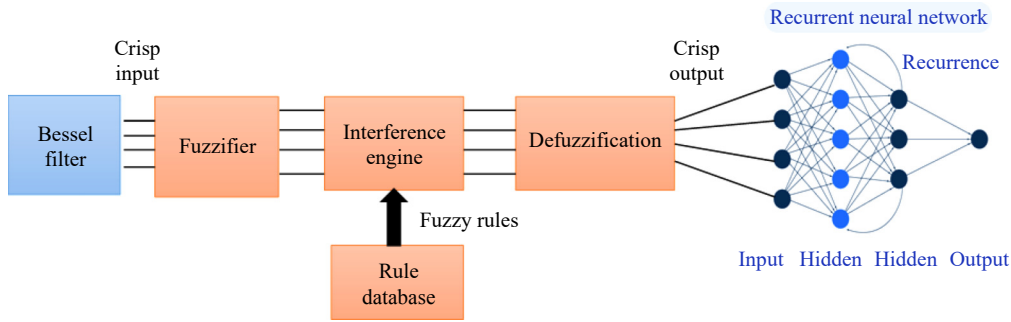 Recurrent neural network
Crisp
input
Crisp
output
Recurrence
Bessel
filter
Fuzzifier
Interference
engine
Defuzzification
Fuzzy rules
Rule
database
Input
Hidden
Hidden
Output